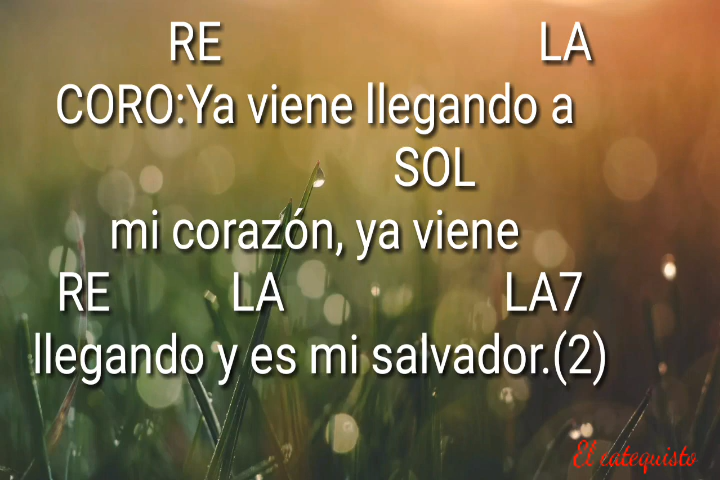 RE LA
CORO:Ya viene llegando a
SOL
mi corazón, ya viene
RE LA LA7
llegando y es mi salvador.(2)
El catequisto